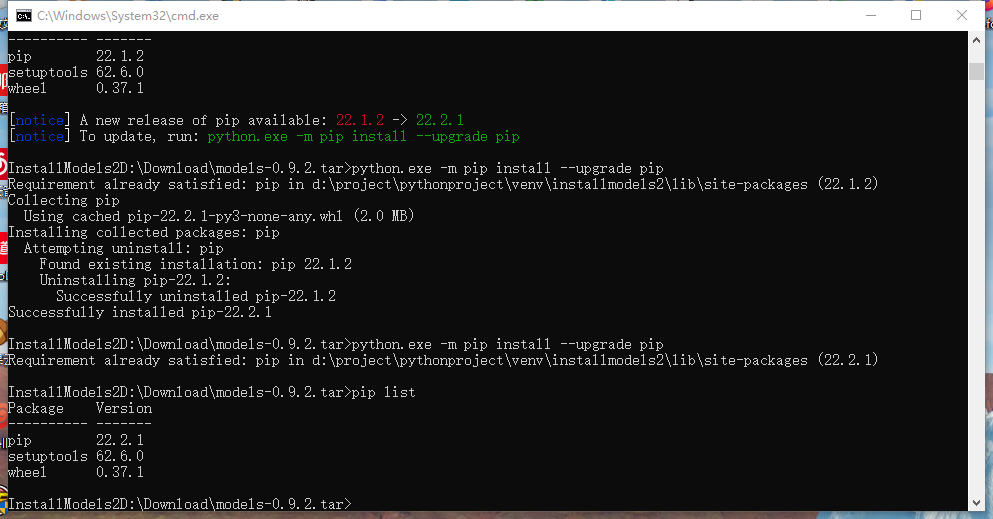 C:\Windows\System32\cmd.exe
---------- -------
pip        22.1.2
setuptools 62.6.0
wheel      0.37.1
[notice] A new release of pip available: 22.1.2 -> 22.2.1
[notice] To update, run: python.exe -m pip install --upgrade pip
InstallModels2D:\Download\models-0.9.2.tar>python.exe -m pip install --upgrade pip
Requirement already satisfied: pip in d:\project\pythonproject\venv\installmodels2\lib\site-packages (22.1.2)
Collecting pip
  Using cached pip-22.2.1-py3-none-any.whl (2.0 MB)
Installing collected packages: pip
  Attempting uninstall: pip
    Found existing installation: pip 22.1.2
    Uninstalling pip-22.1.2:
      Successfully uninstalled pip-22.1.2
Successfully installed pip-22.2.1
InstallModels2D:\Download\models-0.9.2.tar>python.exe -m pip install --upgrade pip
Requirement already satisfied: pip in d:\project\pythonproject\venv\installmodels2\lib\site-packages (22.2.1)
InstallModels2D:\Download\models-0.9.2.tar>pip list
Package    Version
---------- -------
pip        22.2.1
setuptools 62.6.0
wheel      0.37.1
InstallModels2D:\Download\models-0.9.2.tar>